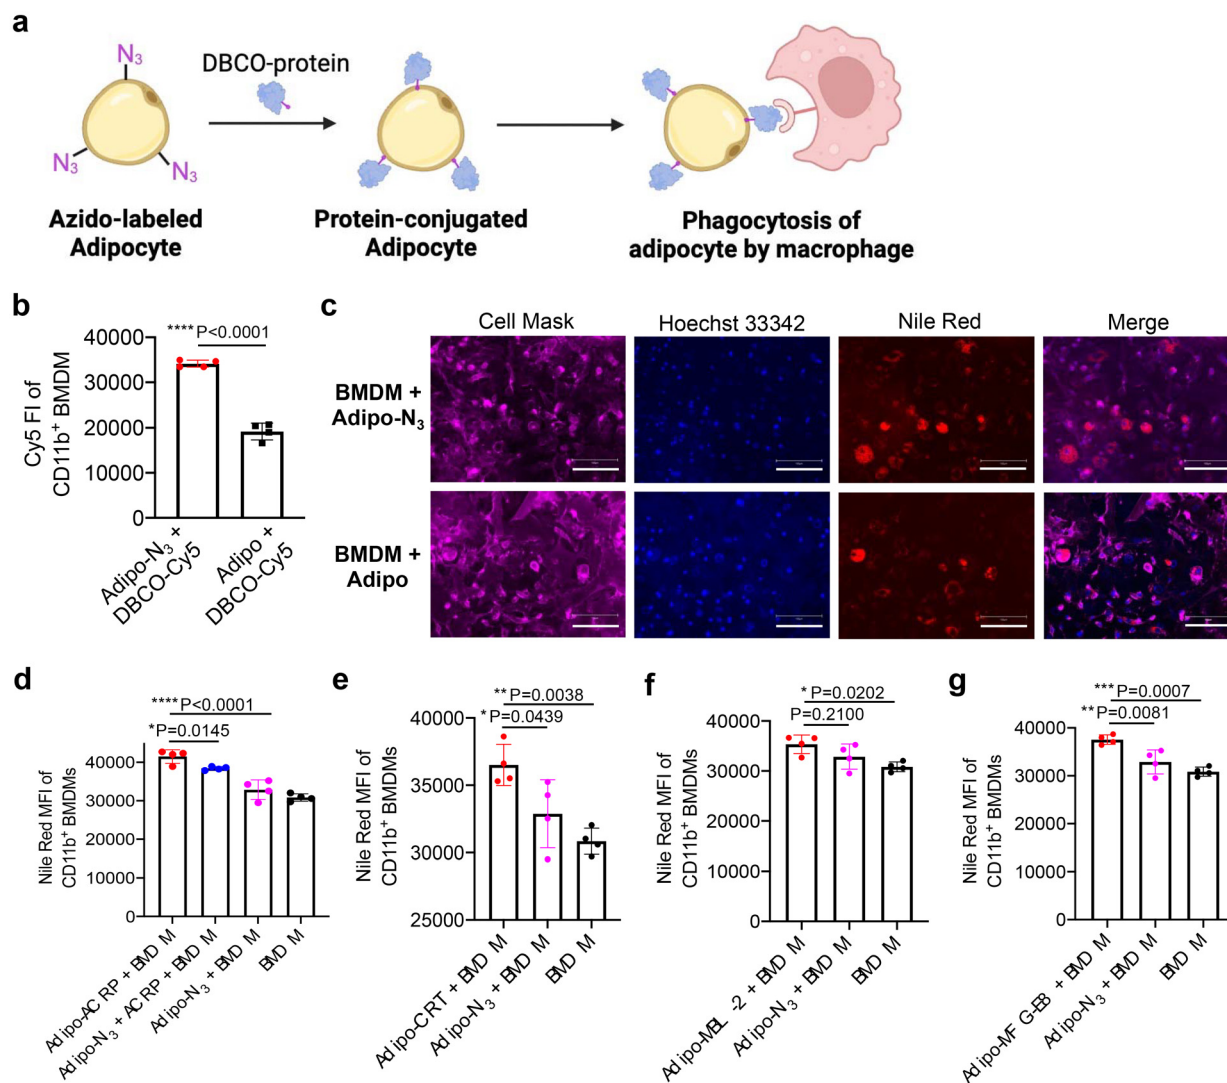 a
N3
N3
N3
DBCO-protein
Azido-labeled
Adipocyte
Protein-conjugated
Adipocyte
Phagocytosis of
adipocyte by macrophage
b
****P<0.0001
Cy5 FI of
CD11b+ BMDM
40000
30000
20000
10000
0
Adipo-N3 +
DBCO-Cy5
Adipo +
DBCO-Cy5
c
Cell Mask
Hoechst 33342
Nile Red
Merge
BMDM +
Adipo-N3
BMDM +
Adipo
d
****P<0.0001
*P=0.0145
Nile Red MFI of
CD11b+ BMDMs
40000
30000
20000
10000
0
Adipo-ACRP + BMDM
Adipo-N3 + ACRP + BMDM
Adipo-N3 + BMDM
BMDM
e
**P=0.0038
*P=0.0439
Nile Red MFI of
CD11b+ BMDMs
40000
35000
30000
25000
Adipo-CRT + BMDM
Adipo-N3 + BMDM
BMDM
f
*P=0.0202
P=0.2100
Nile Red MFI of
CD11b+ BMDMs
40000
30000
20000
10000
0
Adipo-MBL-2 + BMDM
Adipo-N3 + BMDM
BMDM
g
***P=0.0007
**P=0.0081
Nile Red MFI of
CD11b+ BMDMs
40000
30000
20000
10000
0
Adipo-MFG-E8 + BMDM
Adipo-N3 + BMDM
BMDM